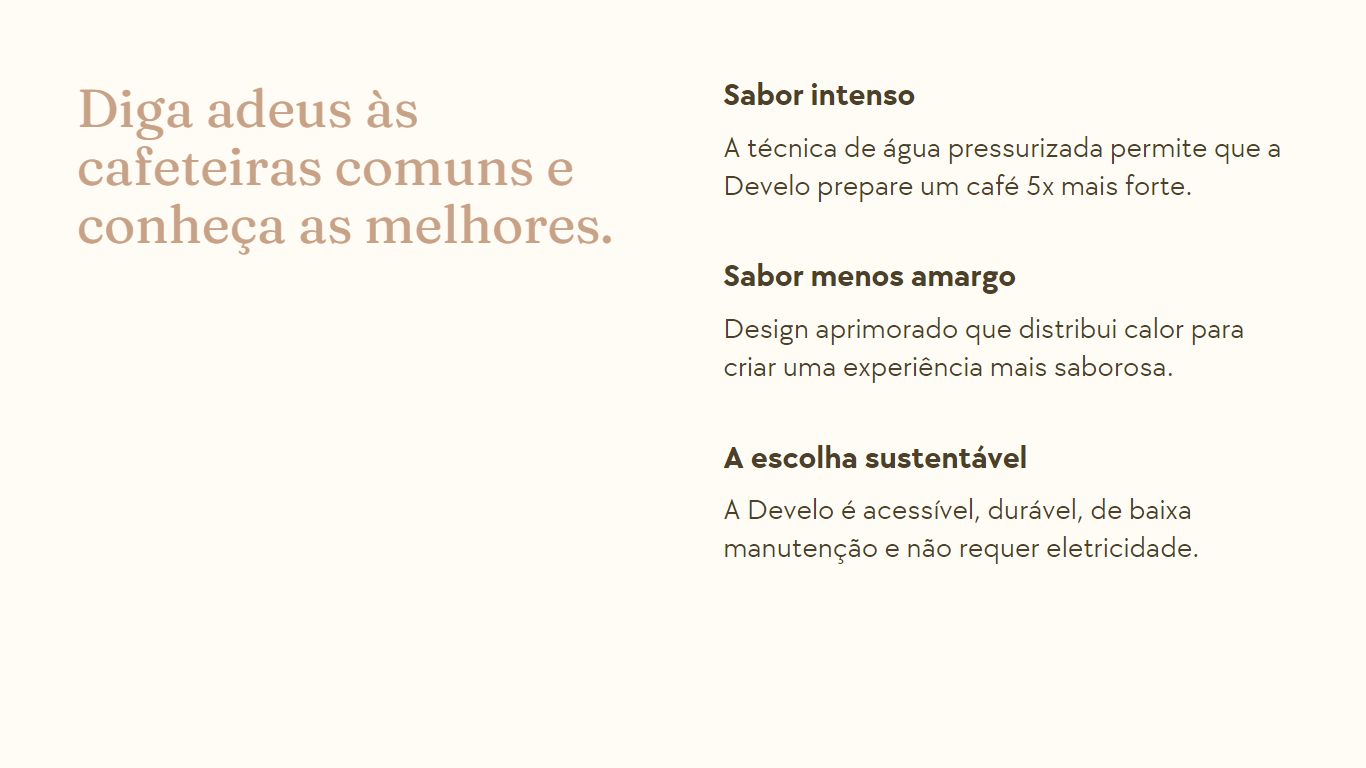 Diga adeus às
cafeteiras comuns e
conheça as melhores.
Sabor intenso
A técnica de água pressurizada permite que a
Develo prepare um café 5x mais forte.
Sabor menos amargo
Design aprimorado que distribui calor para
criar uma experiência mais saborosa.
A escolha sustentável
A Develo é acessível, durável, de baixa
manutenção e não requer eletricidade.